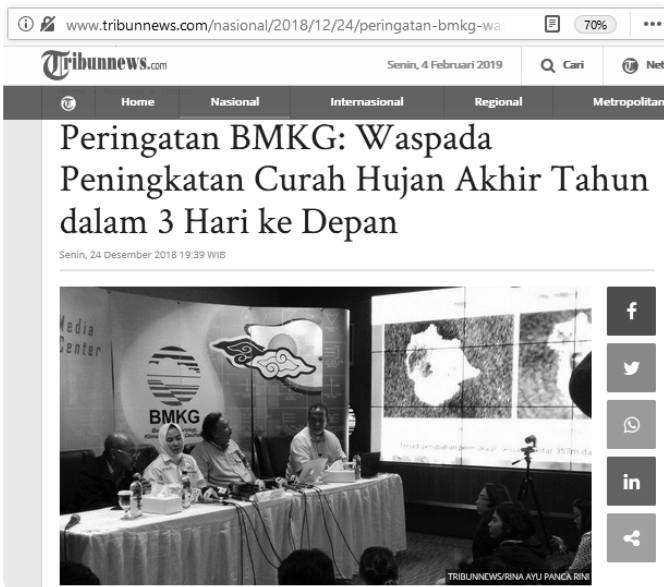 www.tribunnews.com/nasional/2018/12/24/peringatan-bmkg-was
70%
Tribunnews.com
Senin, 4 Februari 2019
Cari
Net
Home Nasional Internasional Regional Metropolitan
Peringatan BMKG: Waspada
Peningkatan Curah Hujan Akhir Tahun
dalam 3 Hari ke Depan
Senin, 24 Desember 2018 19:39 WIB
Media
Center
BMKG
TRIBUNNEWS/RINA AYU PANCA RINI